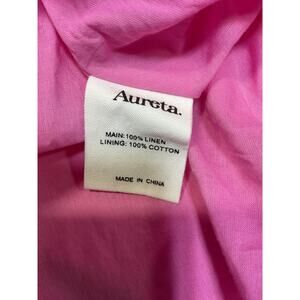 Aureta.
MAIN: 100% LINEN
LINING: 100% COTTON
MADE IN CHINA